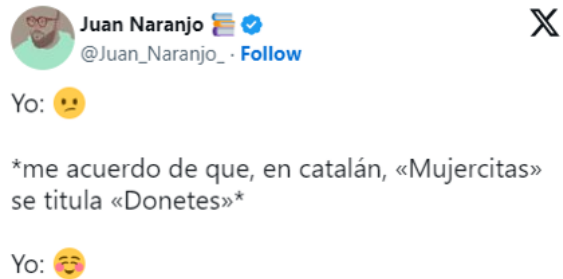 Juan Naranjo 📚
@Juan_Naranjo_ · Follow
Yo: 🫤
*me acuerdo de que, en catalán, «Mujercitas»
se titula «Donetes»*
Yo: ☺️